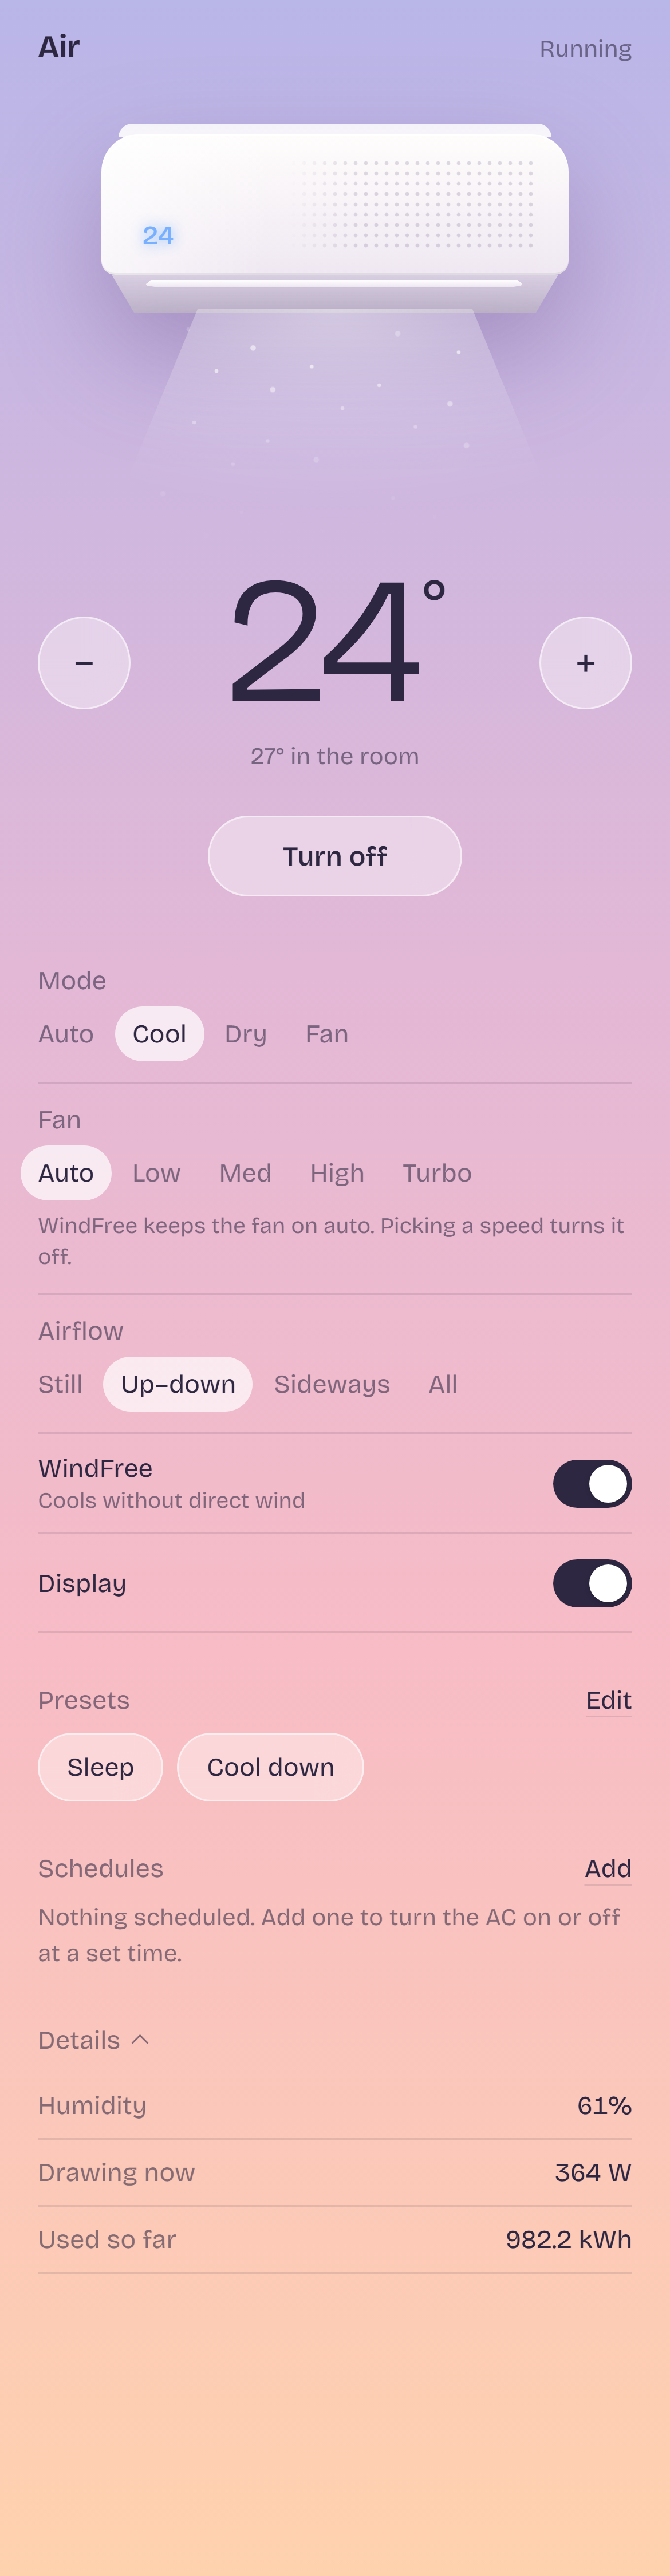 Air
Running
24
−
24°
+
27° in the room
Turn off
Mode
Auto Cool Dry Fan
Fan
Auto Low Med High Turbo
WindFree keeps the fan on auto. Picking a speed turns it
off.
Airflow
Still Up–down Sideways All
WindFree
Cools without direct wind
Display
Presets
Edit
Sleep Cool down
Schedules
Add
Nothing scheduled. Add one to turn the AC on or off
at a set time.
Details
Humidity 61%
Drawing now 364 W
Used so far 982.2 kWh